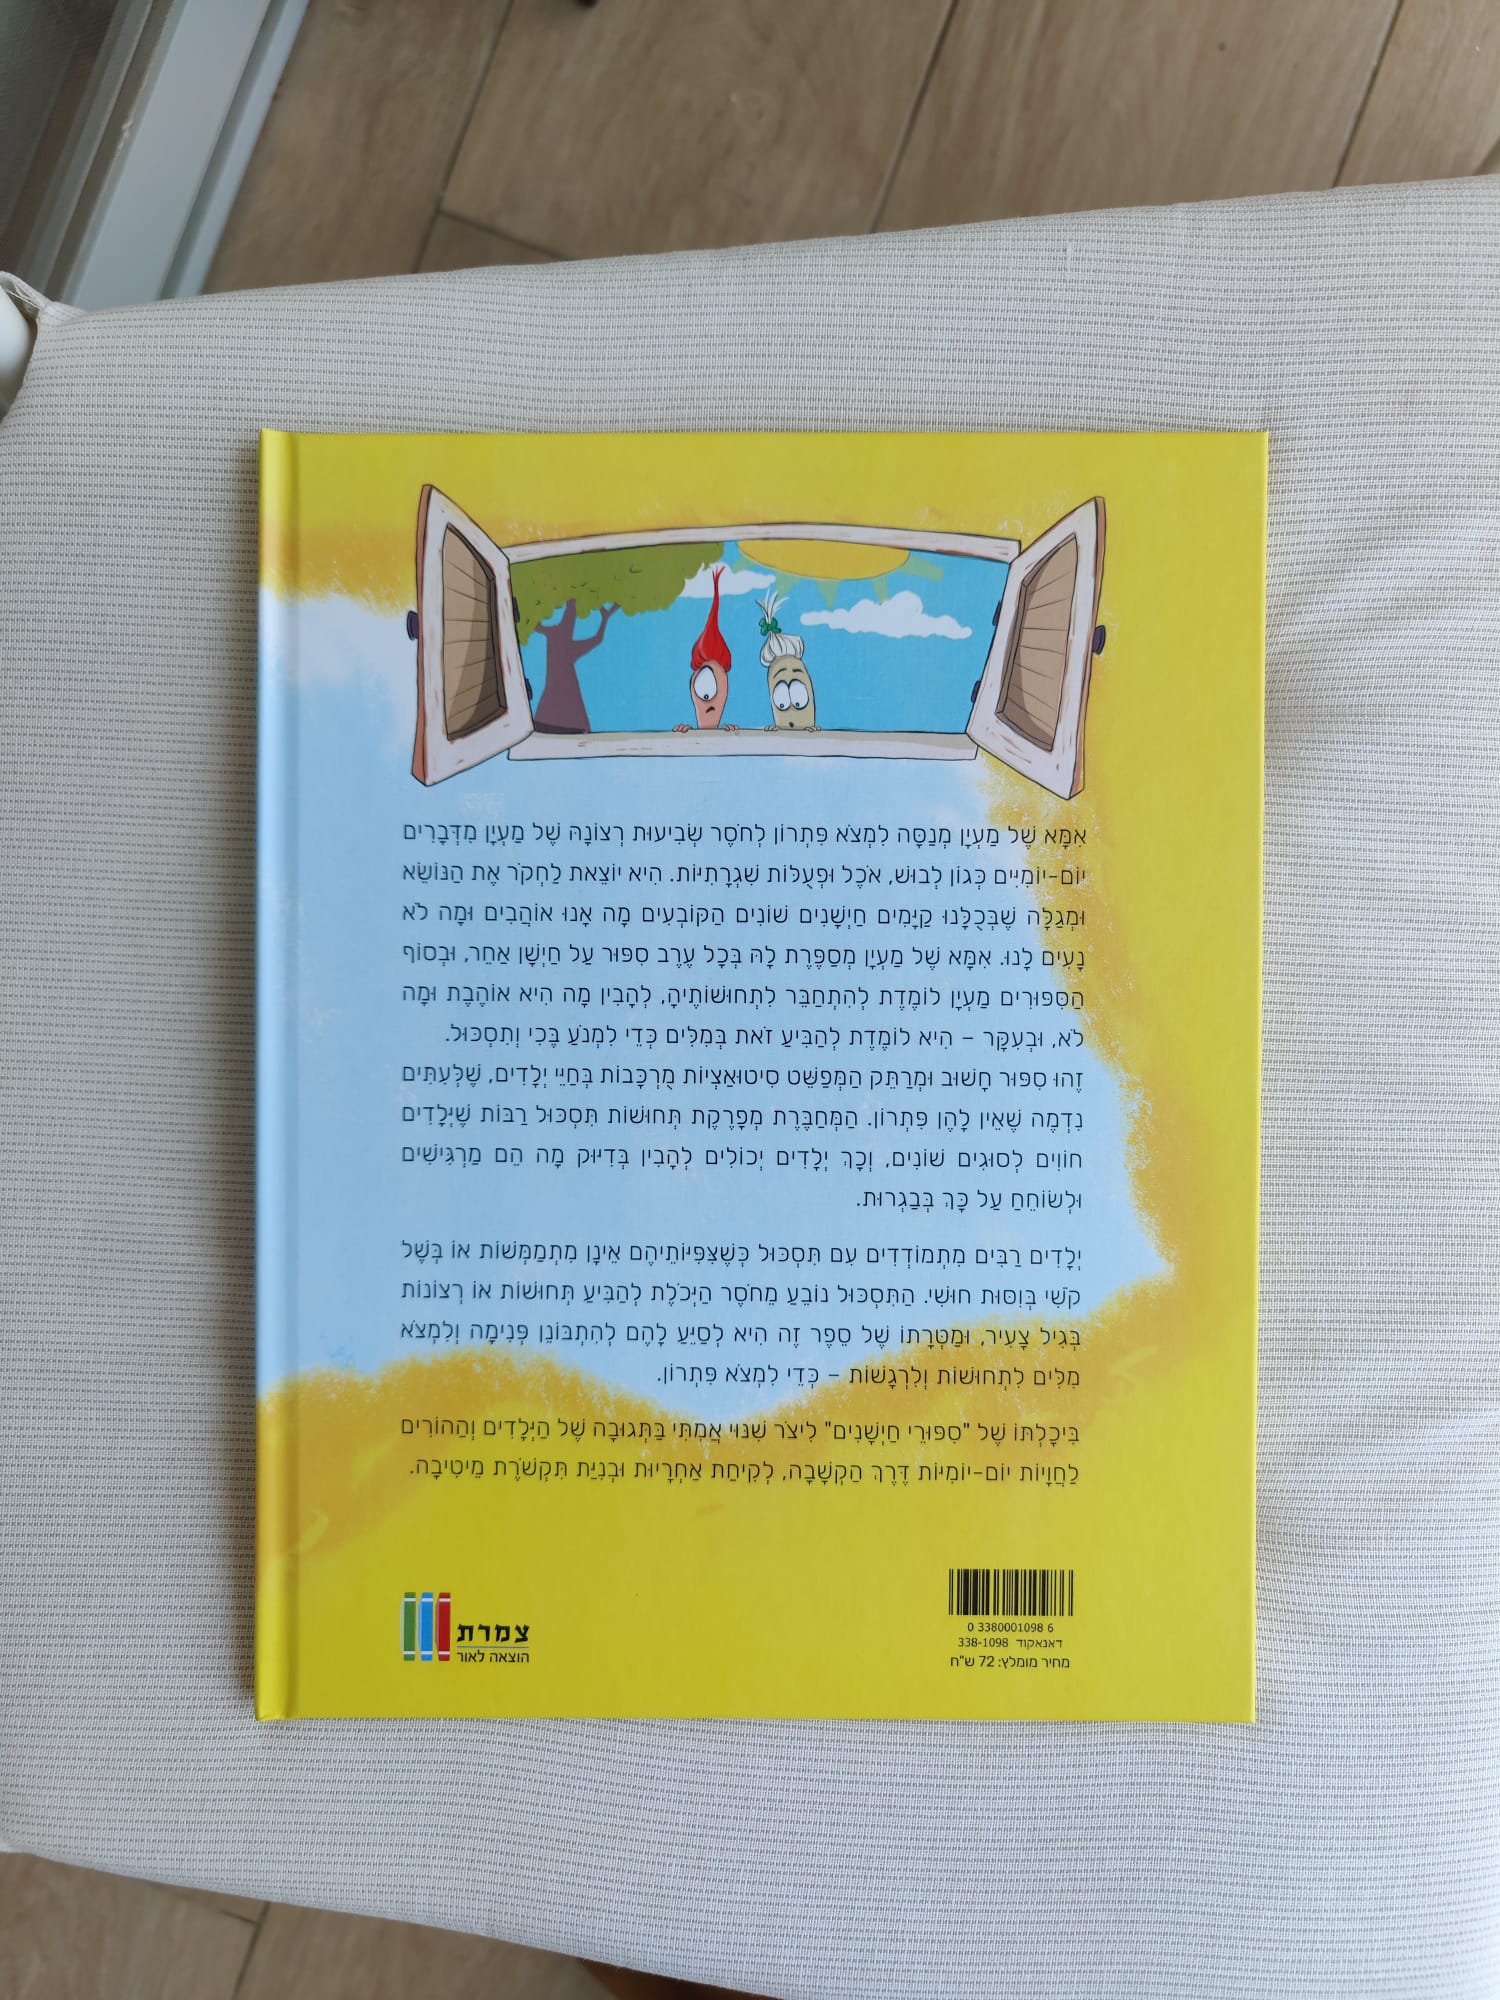 אִמָּא שֶׁל מַעְיָן מְנַסָּה לִמְצֹא פִּתְרוֹן לְחֹסֶר שְׂבִיעוּת רְצוֹנָהּ שֶׁל מַעְיָן מִדְּבָרִים
יוֹם-יוֹמִיִּים כְּגוֹן לְבוּשׁ, אֹכֶל וּפְעֻלּוֹת שִׁגְרָתִיּוֹת. הִיא יוֹצֵאת לַחְקֹר אֶת הַנּוֹשֵׂא
וּמְגַלָּה שֶׁבְּכֻלָּנוּ קַיָּמִים חַיְשָׁנִים שׁוֹנִים הַקּוֹבְעִים מָה אָנוּ אוֹהֲבִים וּמָה לֹא
נָעִים לָנוּ. אִמָּא שֶׁל מַעְיָן מְסַפֶּרֶת לָהּ בְּכָל עֶרֶב סִפּוּר עַל חַיְשָׁן אַחֵר, וּבְסוֹף
הַסִּפּוּרִים מַעְיָן לוֹמֶדֶת לְהִתְחַבֵּר לִתְחוּשׁוֹתֶיהָ, לְהָבִין מָה הִיא אוֹהֶבֶת וּמָה
לֹא, וּבְעִקָּר – הִיא לוֹמֶדֶת לְהַבִּיעַ זֹאת בְּמִלִּים כְּדֵי לִמְנֹעַ בֶּכִי וְתִסְכּוּל.
זֶהוּ סִפּוּר חָשׁוּב וּמְרַתֵּק הַמְּפַשֵּׁט סִיטוּאַצְיוֹת מֻרְכָּבוֹת בְּחַיֵּי יְלָדִים, שֶׁלְּעִתִּים
נִדְמֶה שֶׁאֵין לָהֶן פִּתְרוֹן. הַמְּחַבֶּרֶת מְפָרֶקֶת תְּחוּשׁוֹת תִּסְכּוּל רַבּוֹת שֶׁיְּלָדִים
חוֹוִים לְסוּגִים שׁוֹנִים, וְכָךְ יְלָדִים יְכוֹלִים לְהָבִין בְּדִיּוּק מָה הֵם מַרְגִּישִׁים
וּלְשׂוֹחֵחַ עַל כָּךְ בְּבַגְרוּת.
יְלָדִים רַבִּים מִתְמוֹדְדִים עִם תִּסְכּוּל כְּשֶׁצִּפִּיּוֹתֵיהֶם אֵינָן מִתְמַמְּשׁוֹת אוֹ בְּשֶׁל
קֹשִׁי בְּוִסּוּת חוּשִׁי. הַתִּסְכּוּל נוֹבֵעַ מֵחֹסֶר הַיְּכֹלֶת לְהַבִּיעַ תְּחוּשׁוֹת אוֹ רְצוֹנוֹת
בְּגִיל צָעִיר, וּמַטְּרָתוֹ שֶׁל סֵפֶר זֶה הִיא לְסַיֵּעַ לָהֶם לְהִתְבּוֹנֵן פְּנִימָה וְלִמְצֹא
מִלִּים לִתְחוּשׁוֹת וְלִרְגָשׁוֹת – כְּדֵי לִמְצֹא פִּתְרוֹן.
בִּיכָלְתּוֹ שֶׁל "סִפּוּרֵי חַיְשָׁנִים" לִיצֹר שִׁנּוּי אֲמִתִּי בַּתְּגוּבָה שֶׁל הַיְּלָדִים וְהַהוֹרִים
לַחֲוָיוֹת יוֹם-יוֹמִיּוֹת דֶּרֶךְ הַקְשָׁבָה, לְקִיחַת אַחְרָיוּת וּבְנִיַּת תִּקְשֹׁרֶת מֵיטִיבָה.
0 3380001098 6
דאנאקוד 338-1098
מחיר מומלץ: 72 ש"ח
צמרת
הוצאה לאור